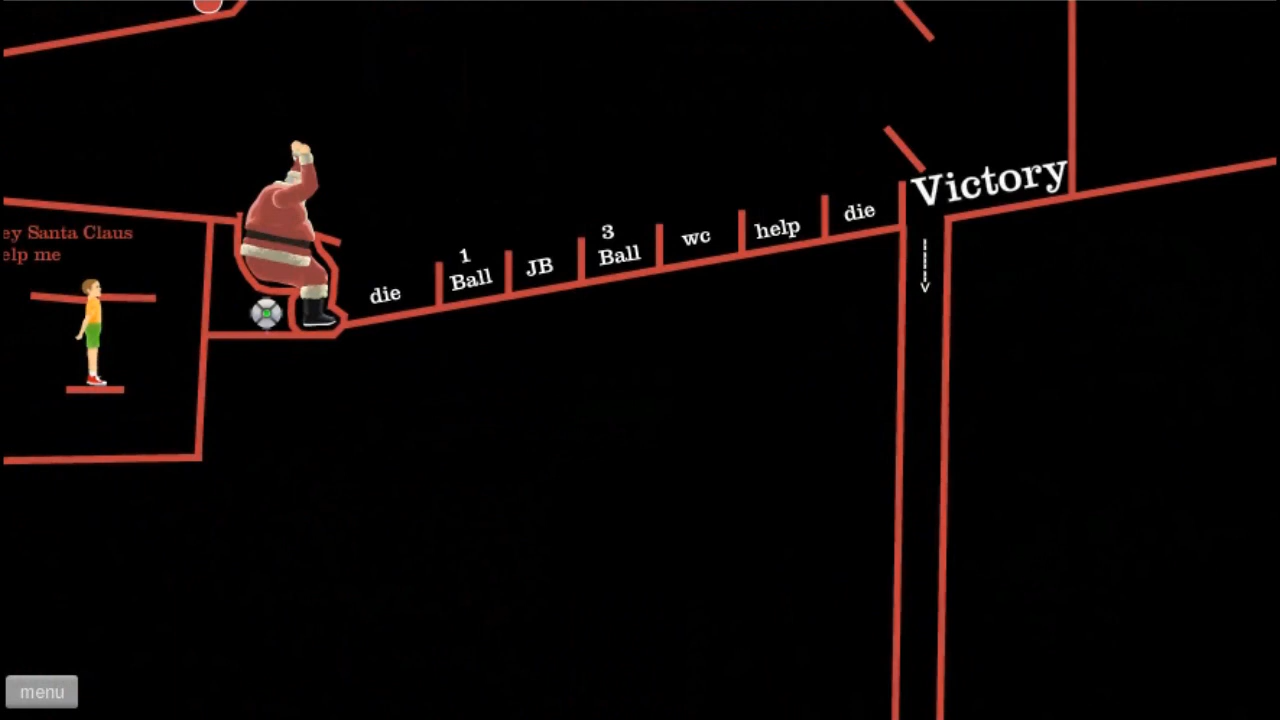 Victory
ey Santa Claus
elp me
die
1
Ball
JB
3
Ball
wc
help
die
menu